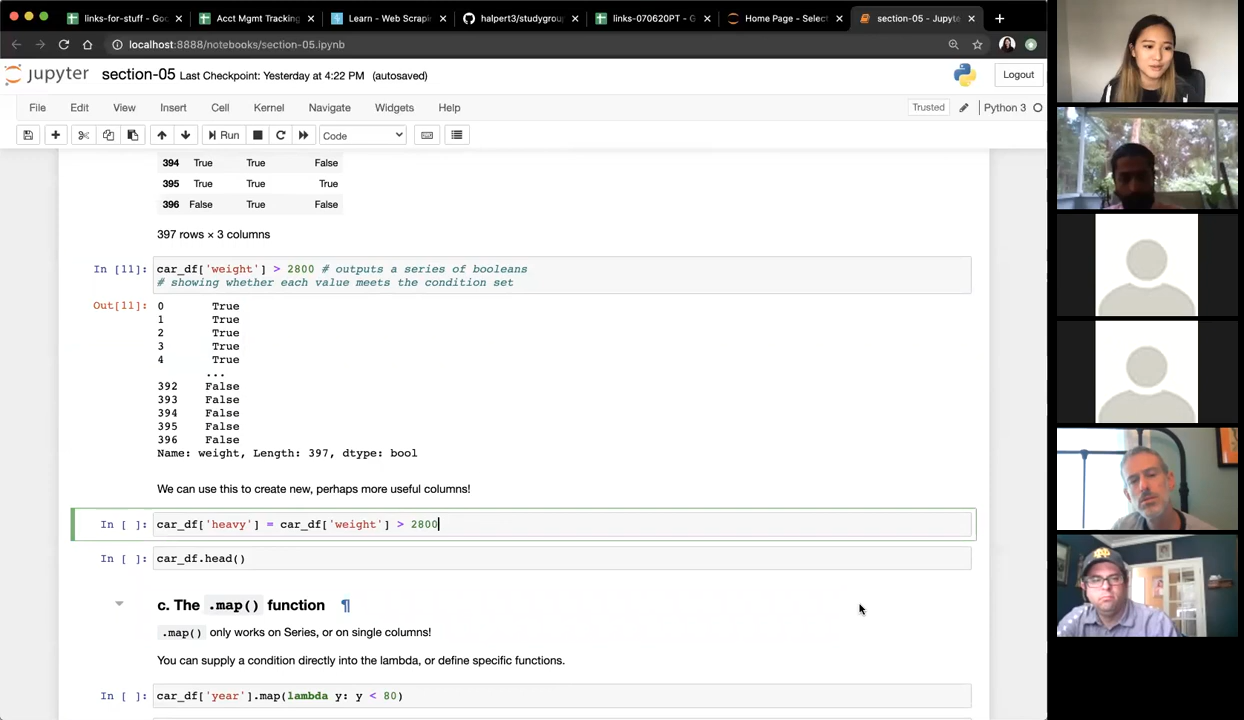 links-for-stuff - Goo
Acct Mgmt Tracking
Learn - Web Scrapin
halpert3/studygroup
links-070620PT - G
Home Page - Select
section-05 - Jupyte
localhost:8888/notebooks/section-05.ipynb
jupyter section-05 Last Checkpoint: Yesterday at 4:22 PM (autosaved)
Logout
File Edit View Insert Cell Kernel Navigate Widgets Help
Trusted Python 3
Run Code
394 True True False
395 True True True
396 False True False
397 rows × 3 columns
In [11]: car_df['weight'] > 2800 # outputs a series of booleans
# showing whether each value meets the condition set
Out[11]: 0 True
1 True
2 True
3 True
4 True
...
392 False
393 False
394 False
395 False
396 False
Name: weight, Length: 397, dtype: bool
We can use this to create new, perhaps more useful columns!
In [ ]: car_df['heavy'] = car_df['weight'] > 2800
In [ ]: car_df.head()
c. The .map() function ¶
.map() only works on Series, or on single columns!
You can supply a condition directly into the lambda, or define specific functions.
In [ ]: car_df['year'].map(lambda y: y < 80)